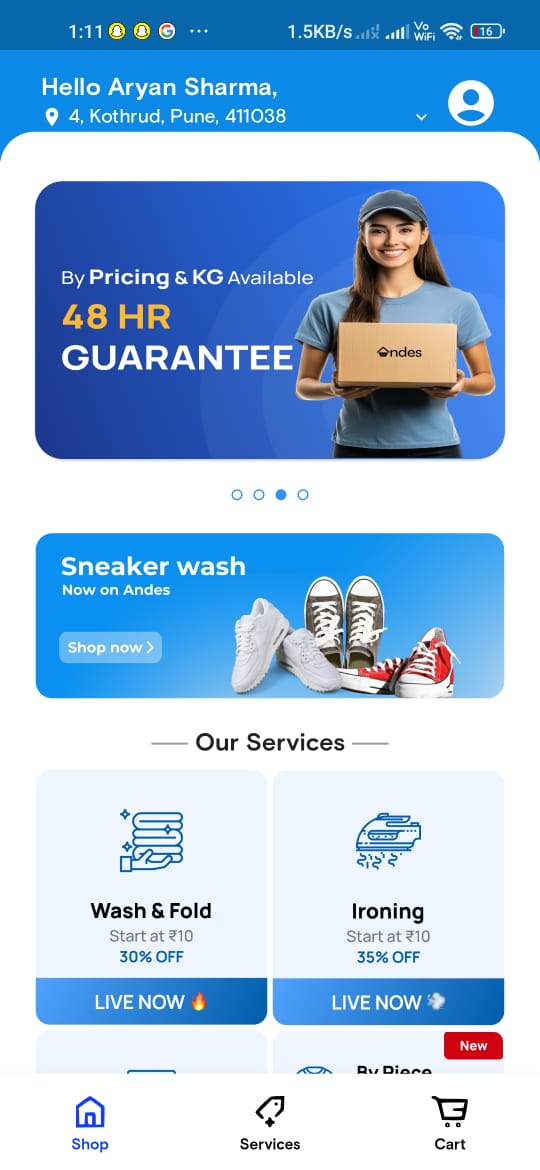 1:11
1.5KB/s
Vo
WiFi
16
Hello Aryan Sharma,
4, Kothrud, Pune, 411038
By Pricing & KG Available
48 HR
GUARANTEE
Andes
Sneaker wash
Now on Andes
Shop now
Our Services
Wash & Fold
Start at ₹10
30% OFF
LIVE NOW 🔥
Ironing
Start at ₹10
35% OFF
LIVE NOW 💨
New
By Piece
Shop
Services
Cart